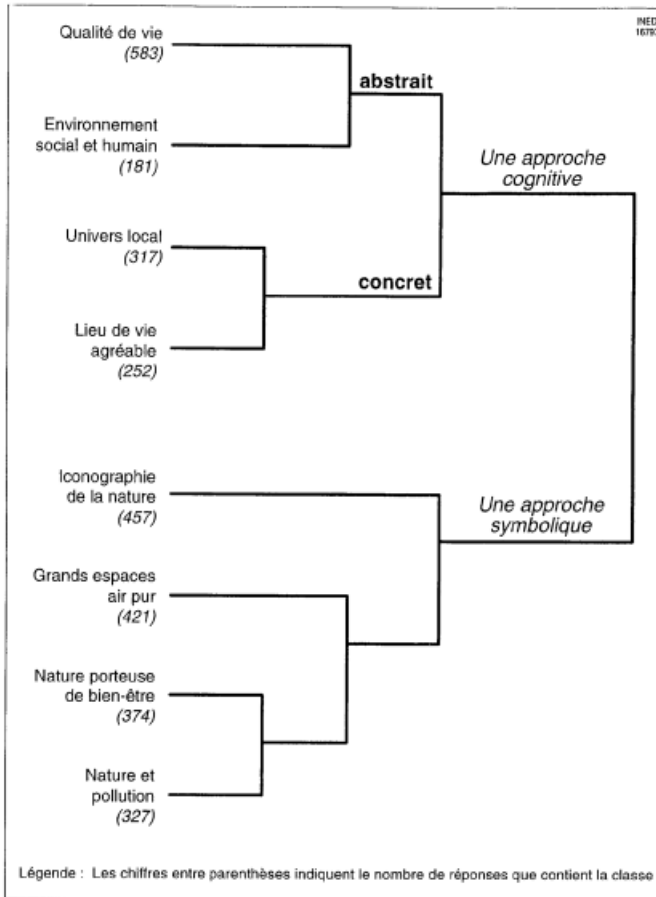 INED
Qualité de vie
(583)
abstrait
Environnement
social et humain
(181)
Une approche
cognitive
Univers local
(317)
concret
Lieu de vie
agréable
(252)
Iconographie
de la nature
(457)
Une approche
symbolique
Grands espaces
air pur
(421)
Nature porteuse
de bien-être
(374)
Nature et
pollution
(327)
Légende : Les chiffres entre parenthèses indiquent le nombre de réponses que contient la classe